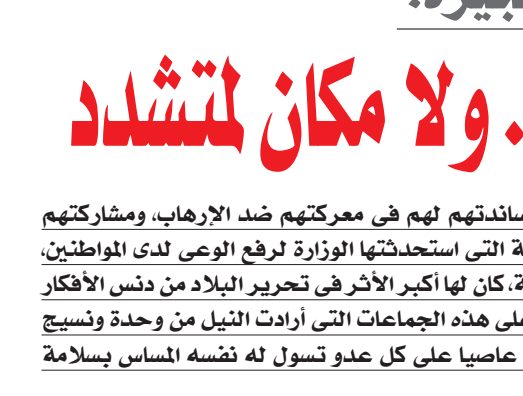 . ولا مكان لمتشدد
ساندتهم لهم فى معركتهم ضد الإرهاب، ومشاركتهم
ة التى استحدثتها الوزارة لرفع الوعى لدى المواطنين،
ة، كان لها أكبر الأثر فى تحرير البلاد من دنس الأفكار
على هذه الجماعات التى أرادت النيل من وحدة ونسيج
عاصيا على كل عدو تسول له نفسه المساس بسلامة